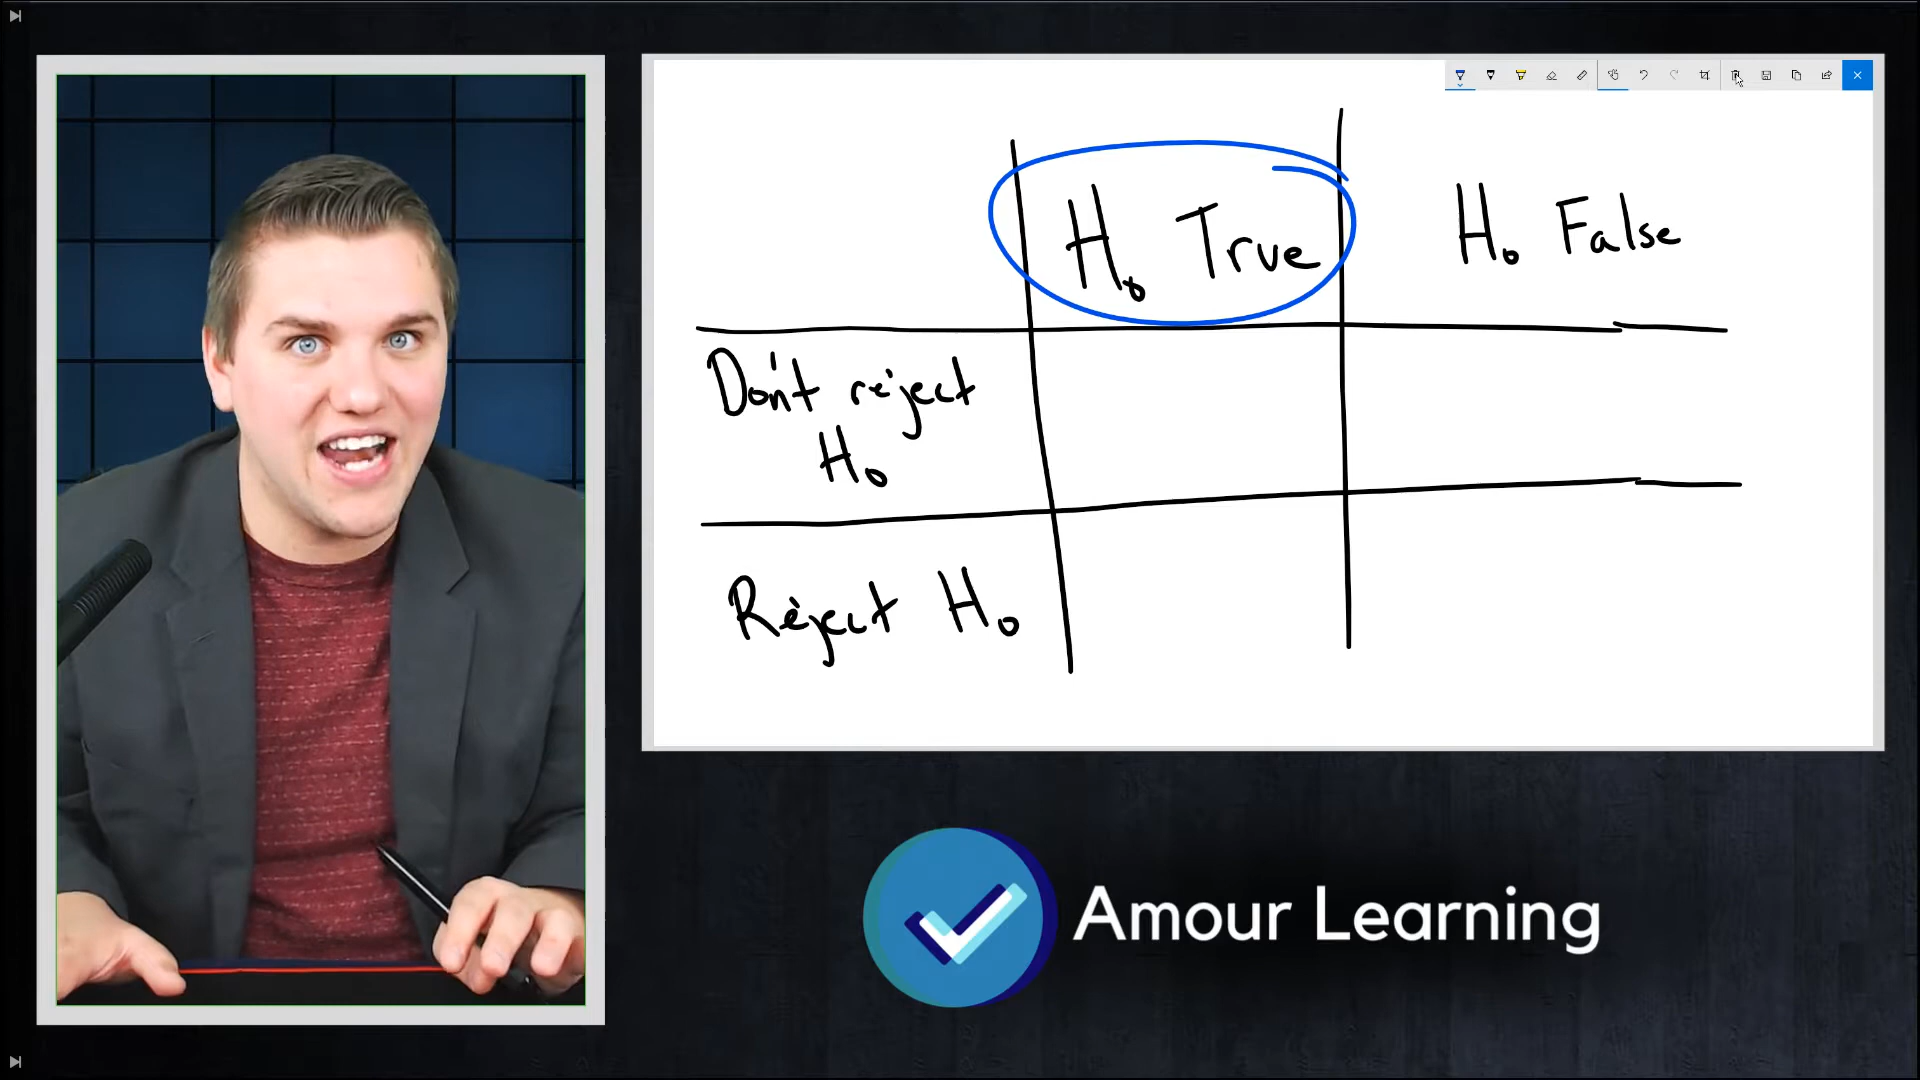 H₀ True
H₀ False
Don't reject
H₀
Reject H₀
Amour Learning